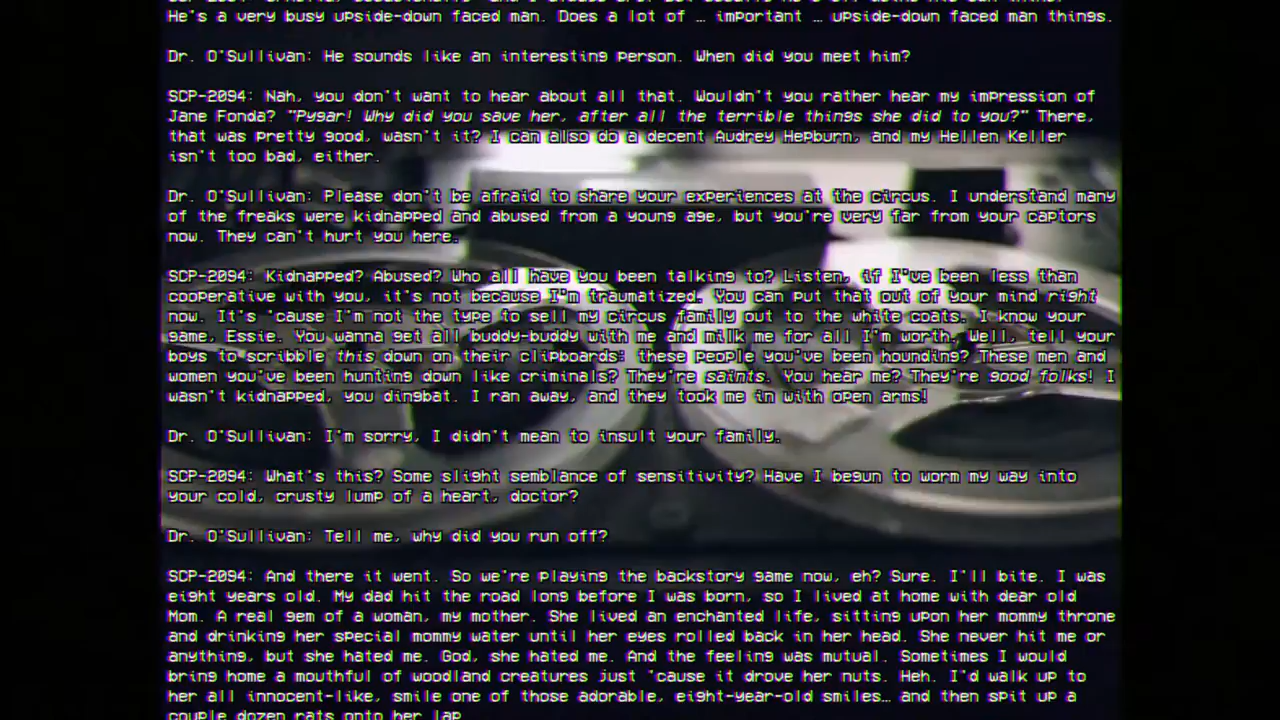 He's a very busy upside-down faced man. Does a lot of … important … upside-down faced man things.
Dr. O'Sullivan: He sounds like an interesting person. When did you meet him?
SCP-2094: Nah, you don't want to hear about all that. Wouldn't you rather hear my impression of
Jane Fonda? "Pygar! Why did you save her, after all the terrible things she did to you?" There,
that was pretty good, wasn't it? I can also do a decent Audrey Hepburn, and my Hellen Keller
isn't too bad, either.
Dr. O'Sullivan: Please don't be afraid to share your experiences at the circus. I understand many
of the freaks were kidnapped and abused from a young age, but you're very far from your captors
now. They can't hurt you here.
SCP-2094: Kidnapped? Abused? Who all have you been talking to? Listen, if I've been less than
cooperative with you, it's not because I'm traumatized. You can put that out of your mind right
now. It's 'cause I'm not the type to sell my circus family out to the white coats. I know your
game, Essie. You wanna get all buddy-buddy with me and milk me for all I'm worth. Well, tell your
boys to scribble this down on their clipboards: these people you've been hounding? These men and
women you've been hunting down like criminals? They're saints. You hear me? They're good folks! I
wasn't kidnapped, you dingbat. I ran away, and they took me in with open arms!
Dr. O'Sullivan: I'm sorry, I didn't mean to insult your family.
SCP-2094: What's this? Some slight semblance of sensitivity? Have I begun to worm my way into
your cold, crusty lump of a heart, doctor?
Dr. O'Sullivan: Tell me, why did you run off?
SCP-2094: And there it went. So we're playing the backstory game now, eh? Sure. I'll bite. I was
eight years old. My dad hit the road long before I was born, so I lived at home with dear old
Mom. A real gem of a woman, my mother. She lived an enchanted life, sitting upon her mommy throne
and drinking her special mommy water until her eyes rolled back in her head. She never hit me or
anything, but she hated me. God, she hated me. And the feeling was mutual. Sometimes I would
bring home a mouthful of woodland creatures just 'cause it drove her nuts. Heh. I'd walk up to
her all innocent-like, smile one of those adorable, eight-year-old smiles… and then spit up a
couple dozen rats onto her lap